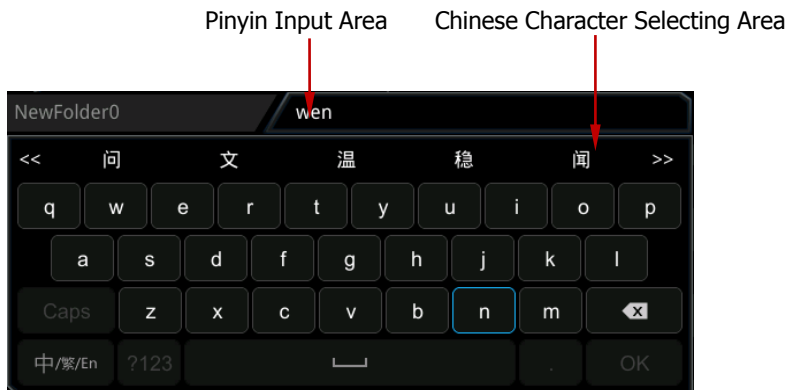 Pinyin Input Area Chinese Character Selecting Area
NewFolder0 wen
<< 问 文 温 稳 闻 >>
q w e r t y u i o p
a s d f g h j k l
Caps z x c v b n m x
中/繁/En ?123 . OK